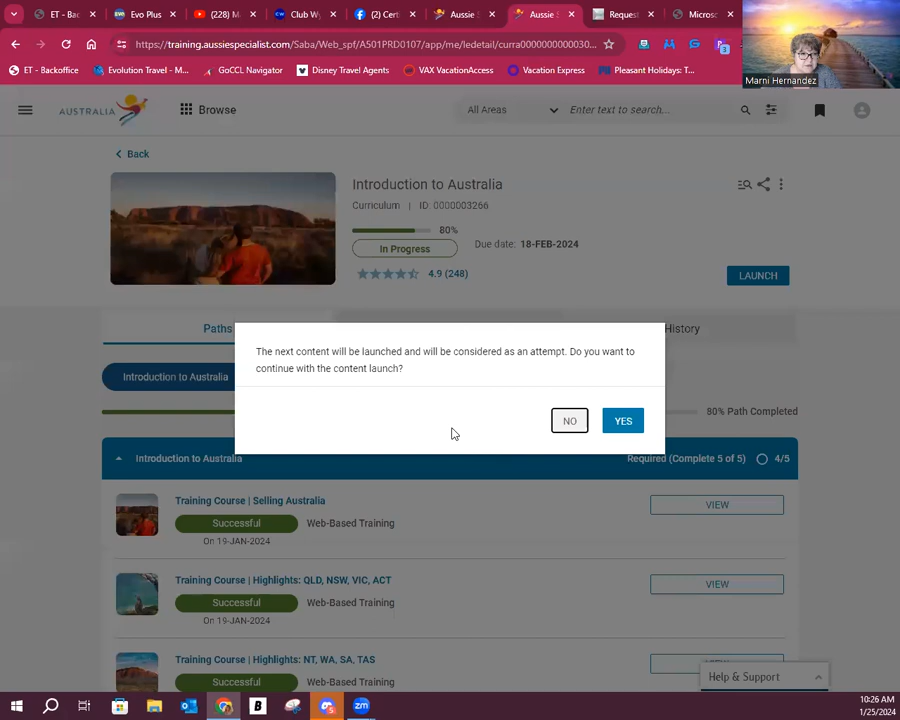 ET - B
Evo Plus
(228) M
Club W
(2) Cert
Aussie S
Aussie
Request
Microso
https://training.aussiespecialist.com/Saba/Web_spf/A501PRD0107/app/me/ledetail/curra0000000000030...
3
ET - Backoffice
Evolution Travel - M...
GoCCL Navigator
Disney Travel Agents
VAX VacationAccess
Vacation Express
Pleasant Holidays: T...
Marni Hernandez
AUSTRALIA
Browse
All Areas
Enter text to search...
Back
Introduction to Australia
Curriculum | ID: 0000003266
80%
In Progress
Due date: 18-FEB-2024
4.9 (248)
LAUNCH
Paths
History
The next content will be launched and will be considered as an attempt. Do you want to
continue with the content launch?
NO
YES
Introduction to Australia
80% Path Completed
Introduction to Australia
Required (Complete 5 of 5)
4/5
Training Course | Selling Australia
Successful
Web-Based Training
On 19-JAN-2024
VIEW
Training Course | Highlights: QLD, NSW, VIC, ACT
Successful
Web-Based Training
On 19-JAN-2024
VIEW
Training Course | Highlights: NT, WA, SA, TAS
Successful
Web-Based Training
Help & Support
10:26 AM
1/25/2024